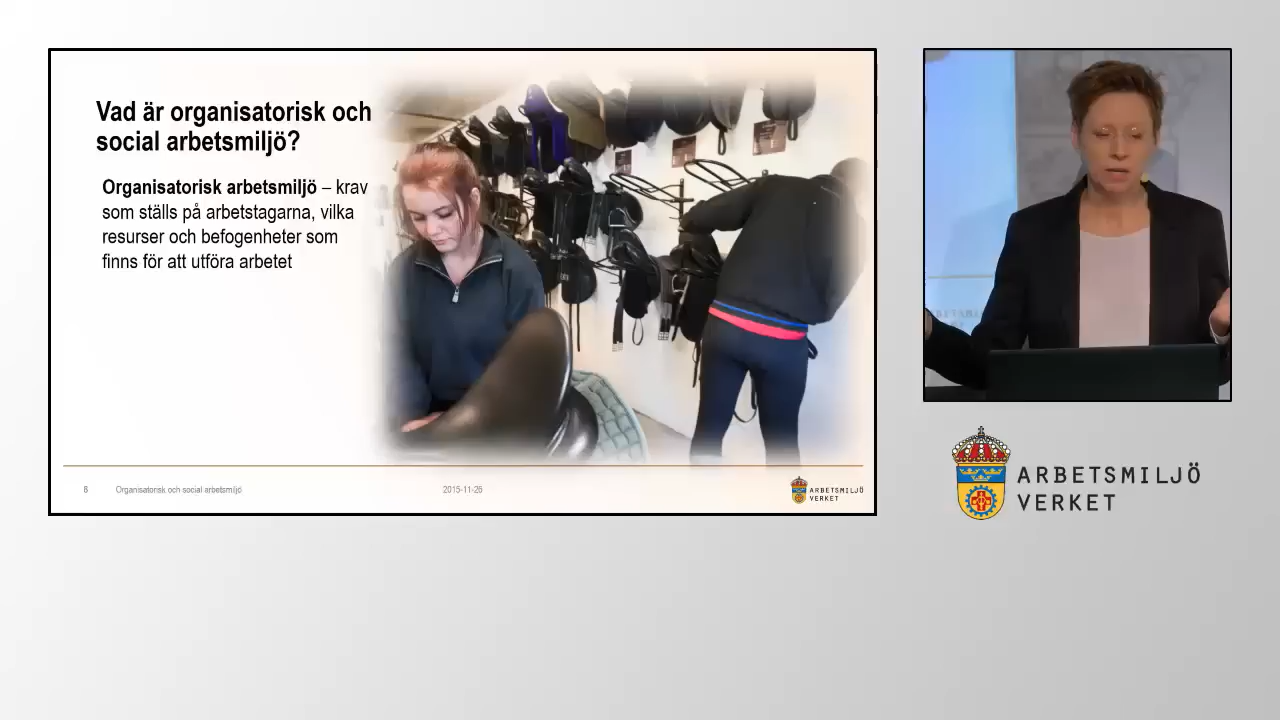 Vad är organisatorisk och
social arbetsmiljö?
Organisatorisk arbetsmiljö – krav
som ställs på arbetstagarna, vilka
resurser och befogenheter som
finns för att utföra arbetet
Organisatorisk och social arbetsmiljö
2015-11-26
ARBETSMILJÖ
VERKET
ARBETSMILJÖ
VERKET